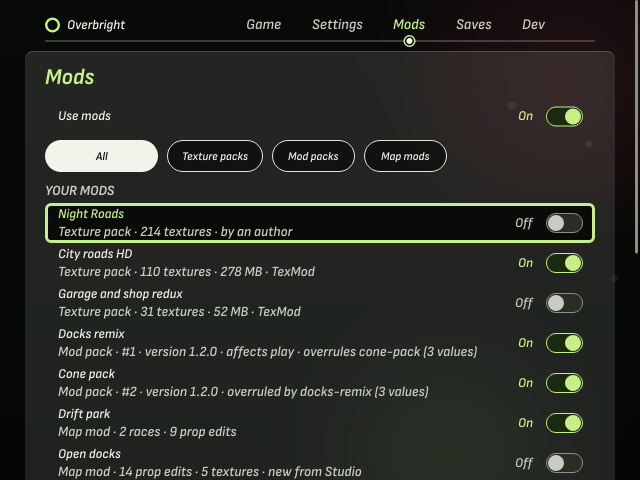 Overbright
Game
Settings
Mods
Saves
Dev
Mods
Use mods
On
All
Texture packs
Mod packs
Map mods
YOUR MODS
Night Roads
Texture pack · 214 textures · by an author
Off
City roads HD
Texture pack · 110 textures · 278 MB · TexMod
On
Garage and shop redux
Texture pack · 31 textures · 52 MB · TexMod
Off
Docks remix
Mod pack · #1 · version 1.2.0 · affects play · overrules cone-pack (3 values)
On
Cone pack
Mod pack · #2 · version 1.2.0 · overruled by docks-remix (3 values)
On
Drift park
Map mod · 2 races · 9 prop edits
On
Open docks
Map mod · 14 prop edits · 5 textures · new from Studio
Off